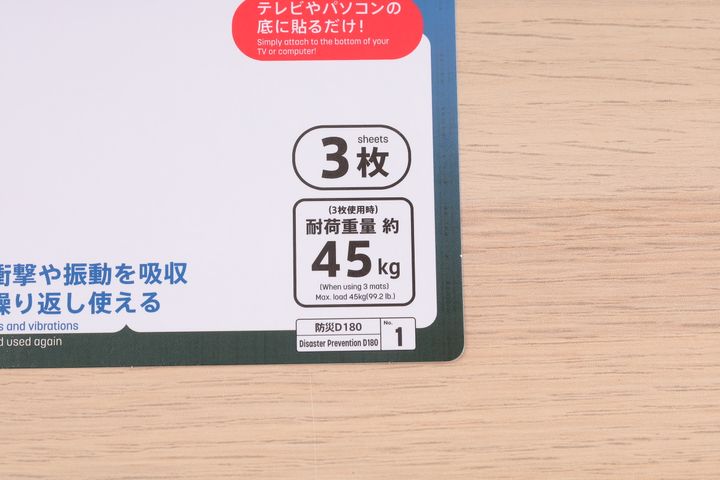 テレビやパソコンの
底に貼るだけ!
Simply attach to the bottom of your
TV or computer!
sheets
3枚
(3枚使用時)
耐荷重量 約
45kg
(When using 3 mats)
Max. load 45kg(99.2 lb.)
衝撃や振動を吸収
繰り返し使える
s and vibrations
d used again
防災D180
Disaster Prevention D180
No.
1